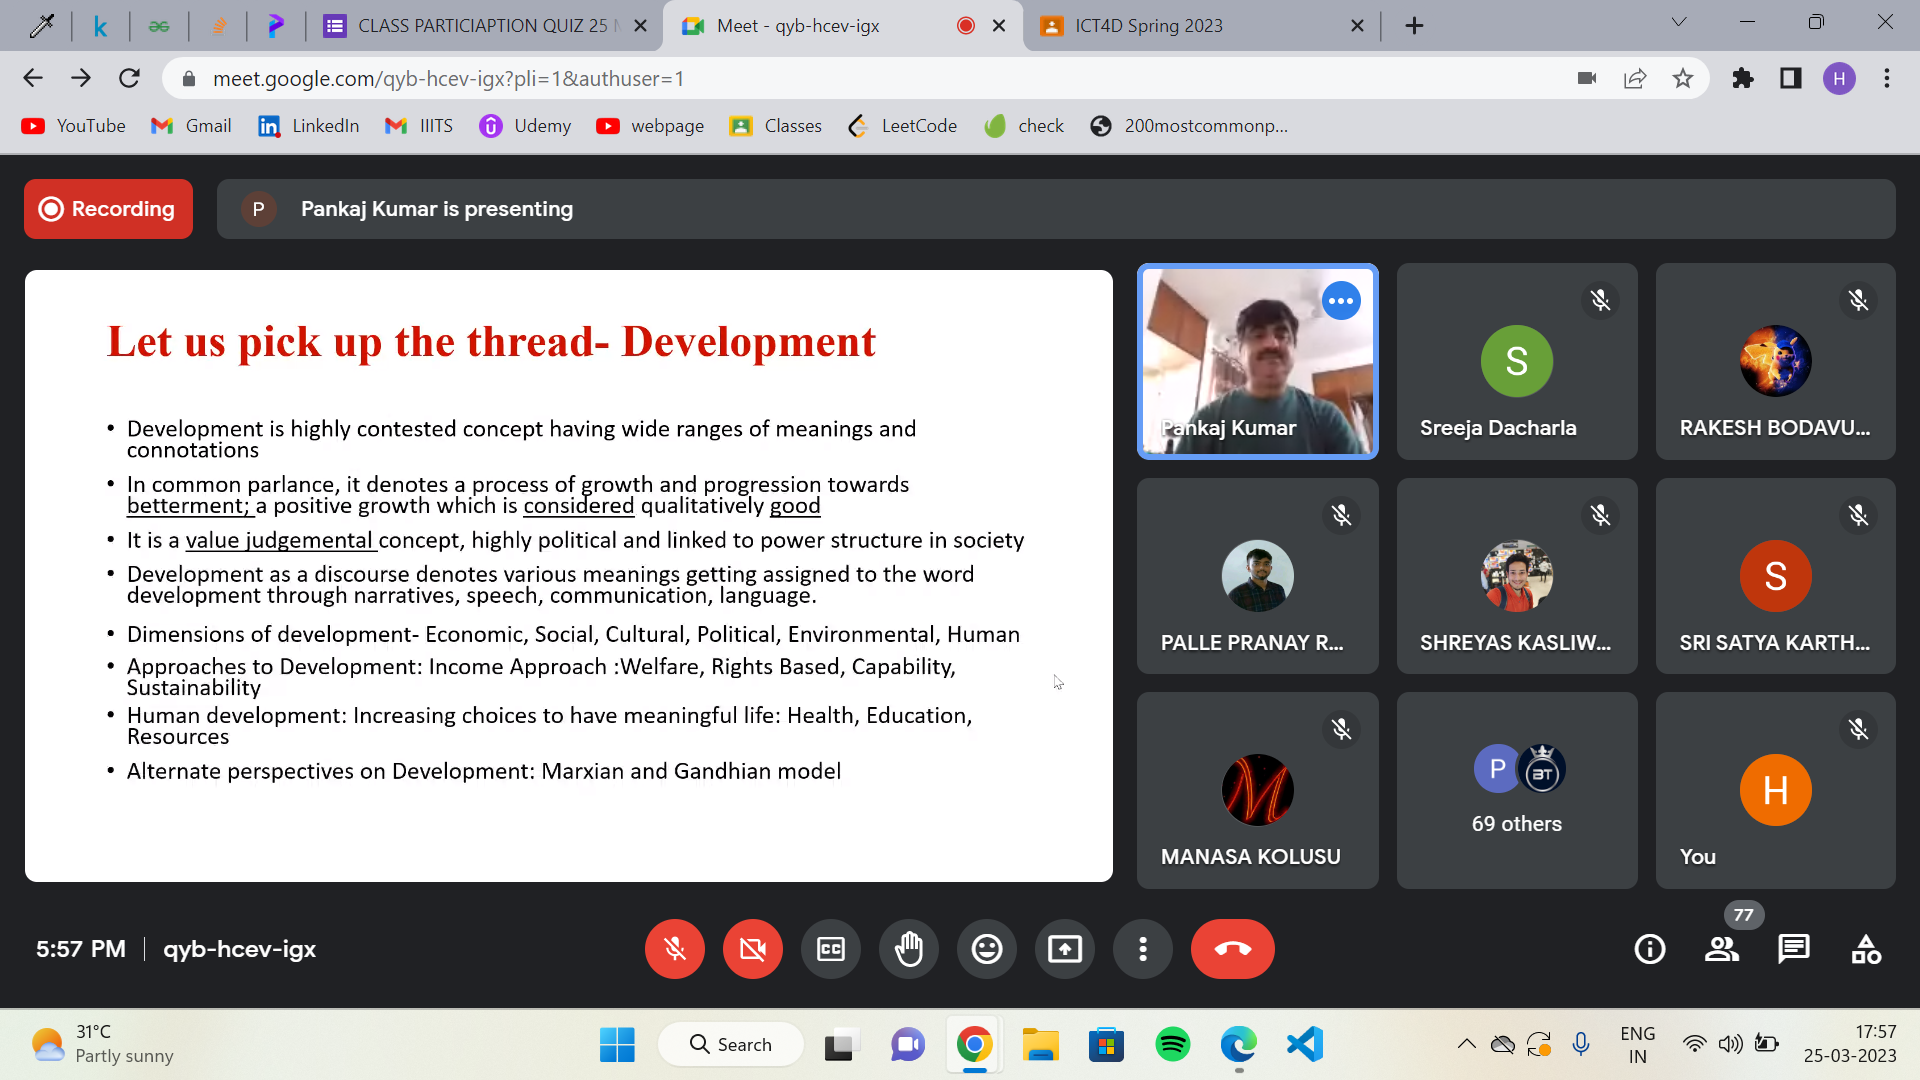 CLASS PARTICIAPTION QUIZ 25
Meet - qyb-hcev-igx
ICT4D Spring 2023
meet.google.com/qyb-hcev-igx?pli=1&authuser=1
H
YouTube
Gmail
LinkedIn
IIITS
Udemy
webpage
Classes
LeetCode
check
200mostcommonp...
Recording
P
Pankaj Kumar is presenting
Let us pick up the thread- Development
• Development is highly contested concept having wide ranges of meanings and
connotations
• In common parlance, it denotes a process of growth and progression towards
betterment; a positive growth which is considered qualitatively good
• It is a value judgemental concept, highly political and linked to power structure in society
• Development as a discourse denotes various meanings getting assigned to the word
development through narratives, speech, communication, language.
• Dimensions of development- Economic, Social, Cultural, Political, Environmental, Human
• Approaches to Development: Income Approach :Welfare, Rights Based, Capability,
Sustainability
• Human development: Increasing choices to have meaningful life: Health, Education,
Resources
• Alternate perspectives on Development: Marxian and Gandhian model
Pankaj Kumar
S
Sreeja Dacharla
RAKESH BODAVU...
PALLE PRANAY R...
SHREYAS KASLIW...
S
SRI SATYA KARTH...
M
MANASA KOLUSU
P
BT
69 others
H
You
5:57 PM
qyb-hcev-igx
CC
77
31°C
Partly sunny
Search
ENG
IN
17:57
25-03-2023